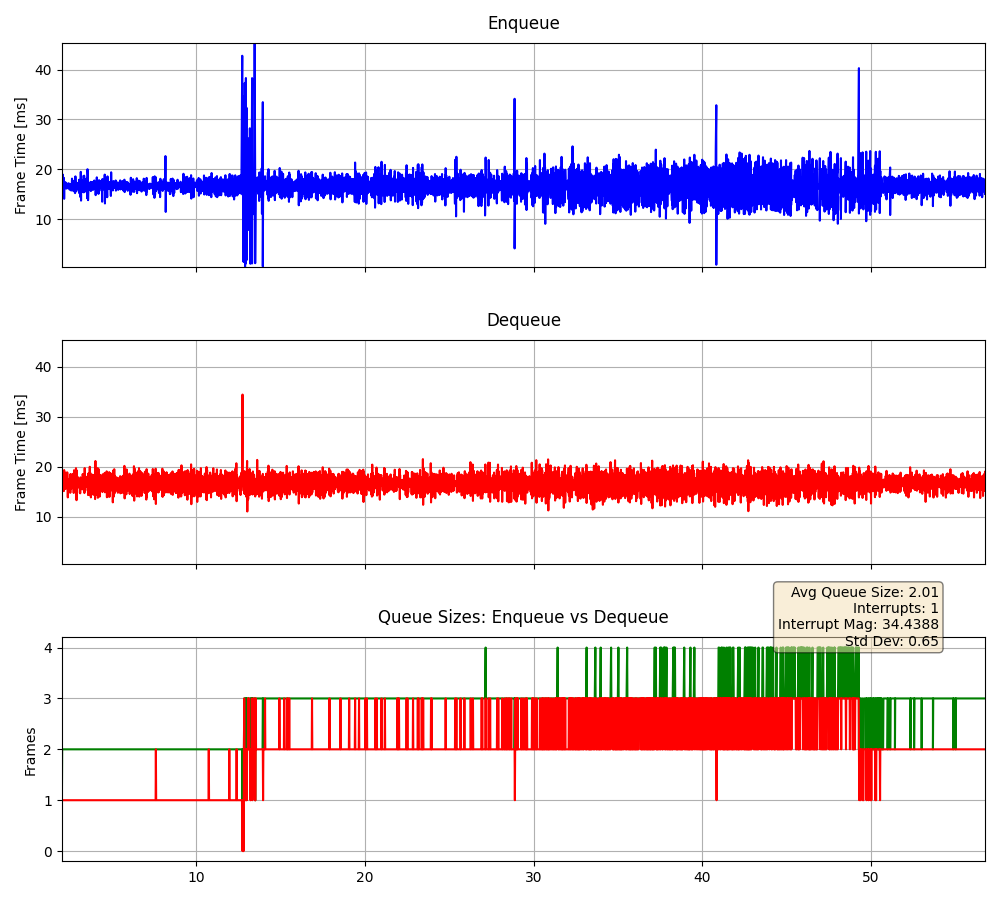 Enqueue
Frame Time [ms]
40
30
20
10
Dequeue
Frame Time [ms]
40
30
20
10
Avg Queue Size: 2.01
Interrupts: 1
Interrupt Mag: 34.4388
Std Dev: 0.65
Queue Sizes: Enqueue vs Dequeue
Frames
4
3
2
1
0
10 20 30 40 50